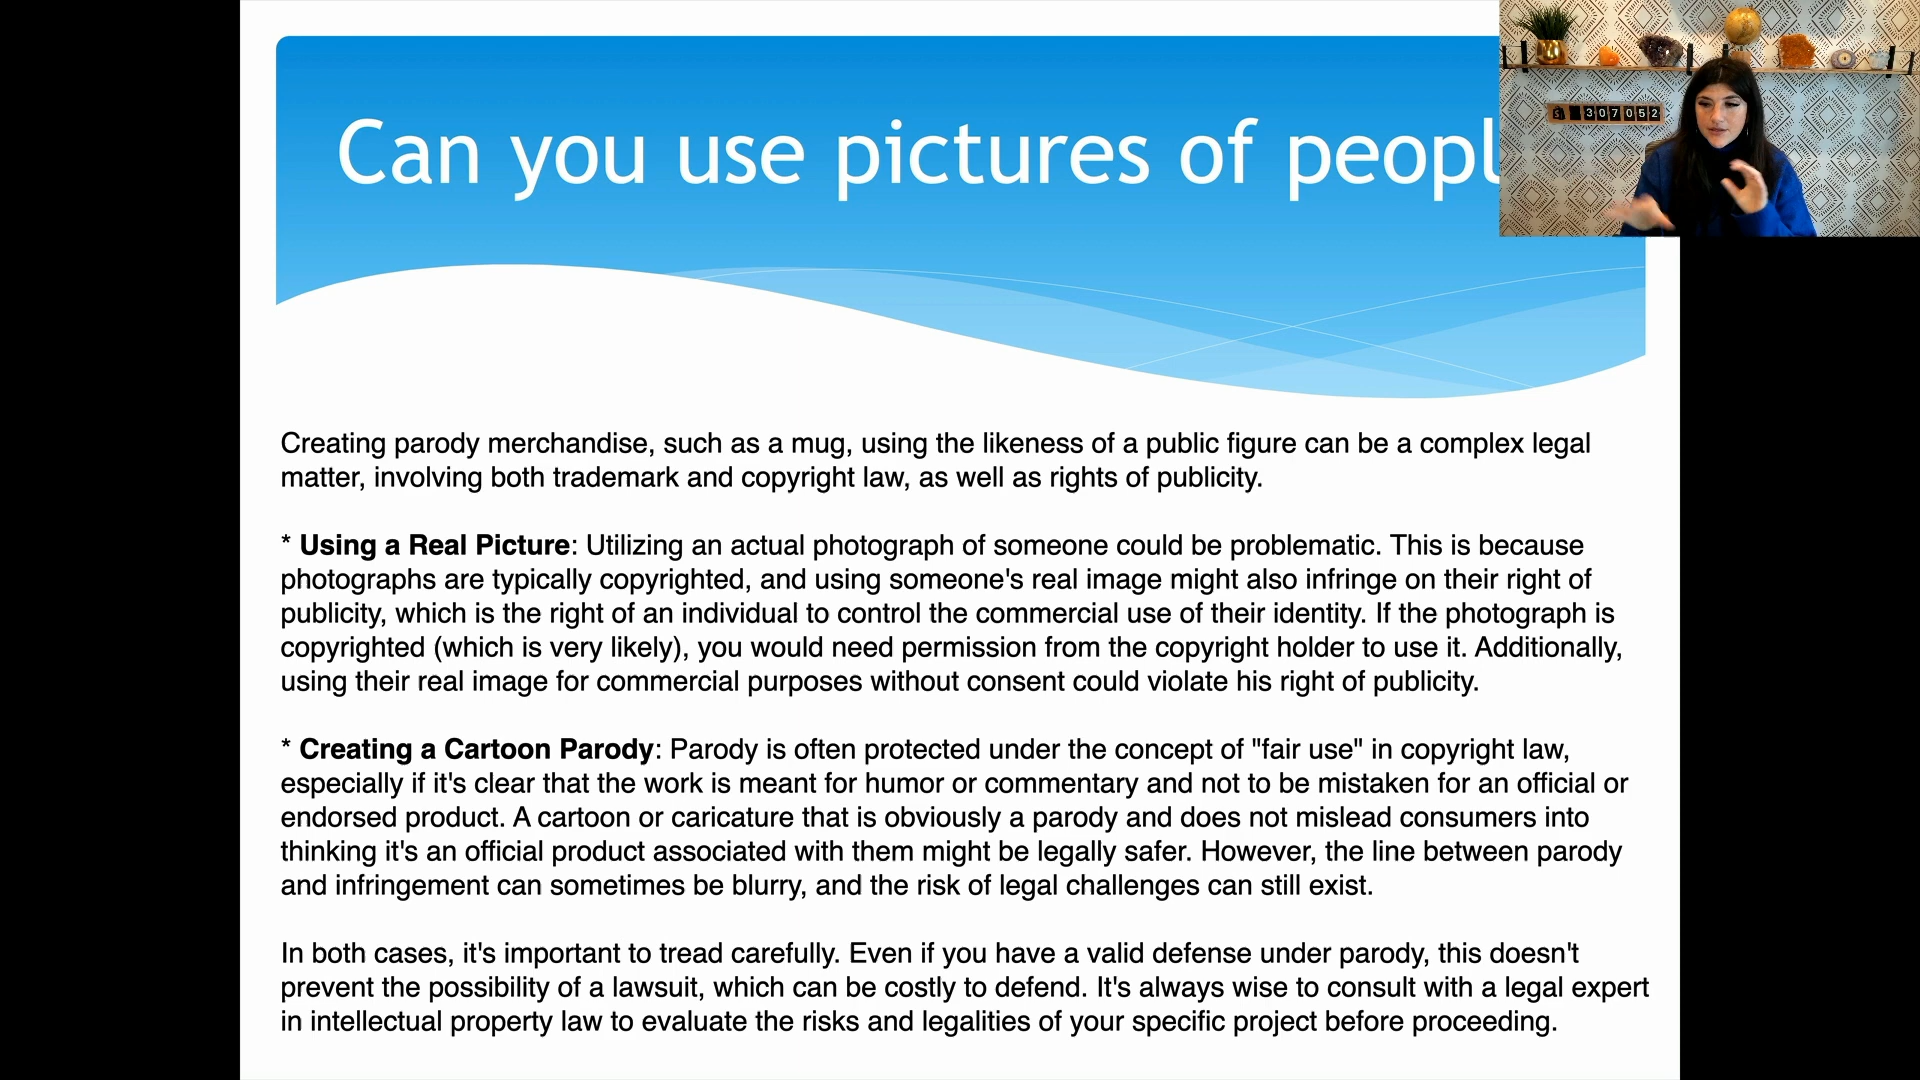 Can you use pictures of peopl
307052
Creating parody merchandise, such as a mug, using the likeness of a public figure can be a complex legal
matter, involving both trademark and copyright law, as well as rights of publicity.
* Using a Real Picture: Utilizing an actual photograph of someone could be problematic. This is because
photographs are typically copyrighted, and using someone's real image might also infringe on their right of
publicity, which is the right of an individual to control the commercial use of their identity. If the photograph is
copyrighted (which is very likely), you would need permission from the copyright holder to use it. Additionally,
using their real image for commercial purposes without consent could violate his right of publicity.
* Creating a Cartoon Parody: Parody is often protected under the concept of "fair use" in copyright law,
especially if it's clear that the work is meant for humor or commentary and not to be mistaken for an official or
endorsed product. A cartoon or caricature that is obviously a parody and does not mislead consumers into
thinking it's an official product associated with them might be legally safer. However, the line between parody
and infringement can sometimes be blurry, and the risk of legal challenges can still exist.
In both cases, it's important to tread carefully. Even if you have a valid defense under parody, this doesn't
prevent the possibility of a lawsuit, which can be costly to defend. It's always wise to consult with a legal expert
in intellectual property law to evaluate the risks and legalities of your specific project before proceeding.